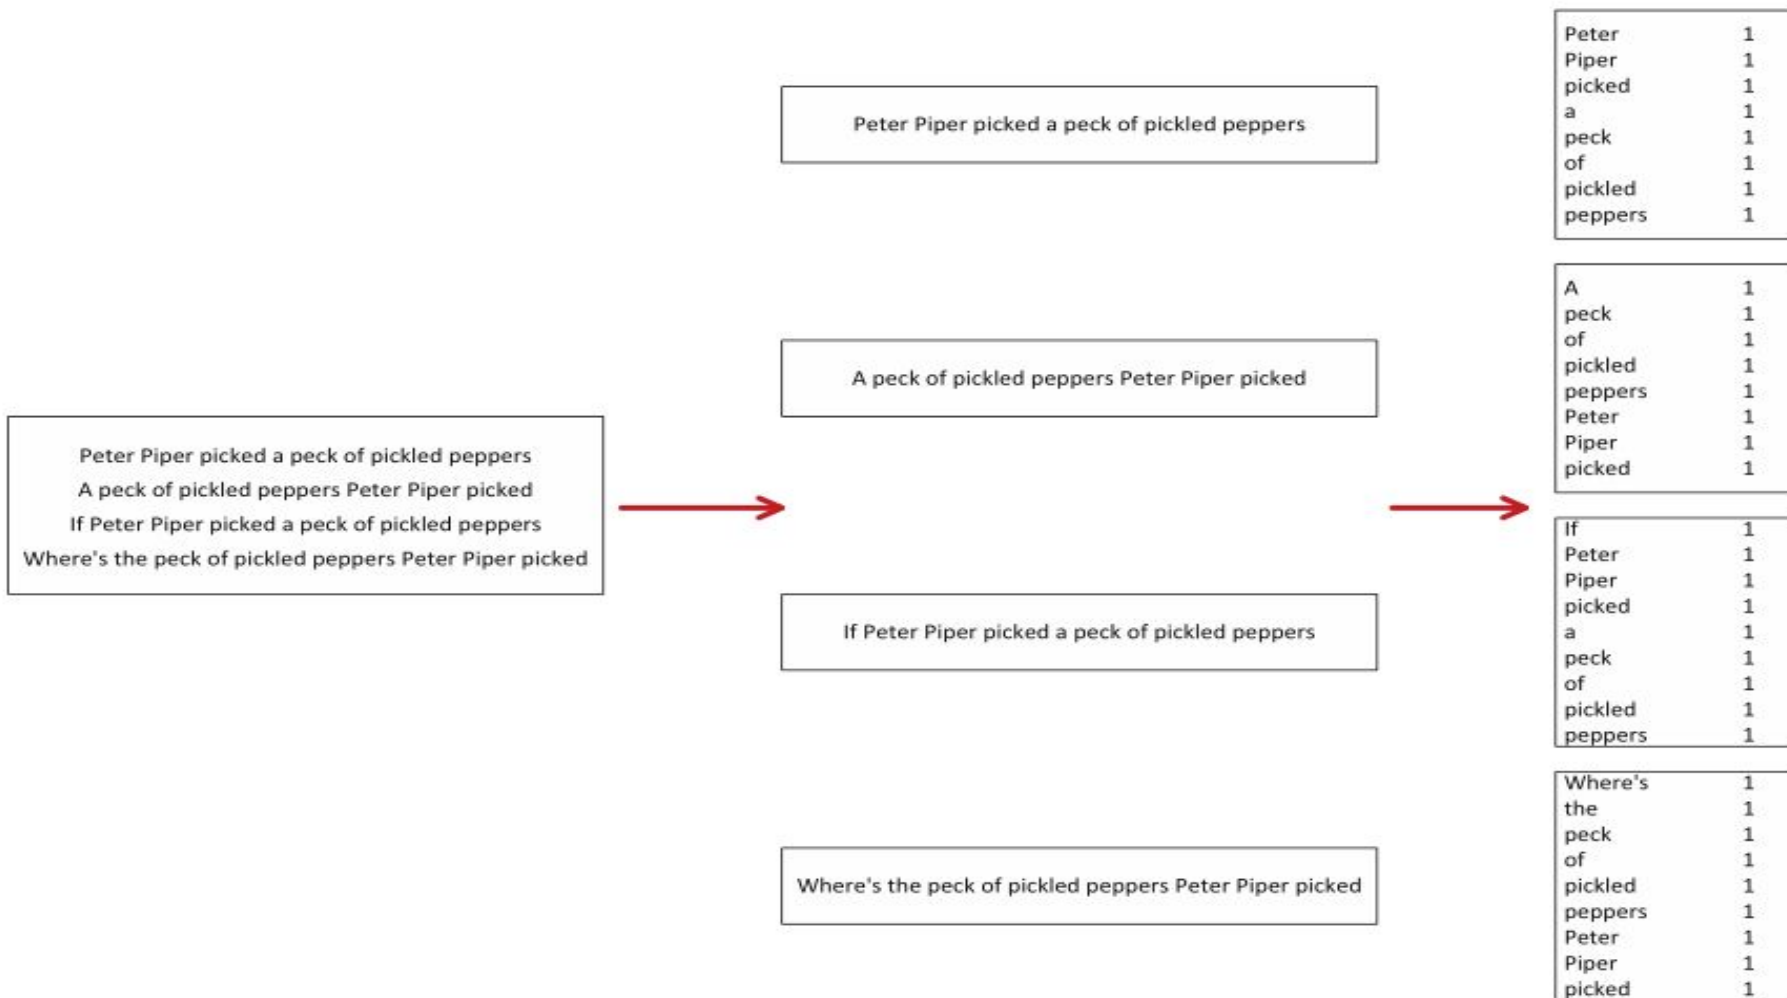 Peter Piper picked a peck of pickled peppers
A peck of pickled peppers Peter Piper picked
If Peter Piper picked a peck of pickled peppers
Where's the peck of pickled peppers Peter Piper picked
Peter Piper picked a peck of pickled peppers
A peck of pickled peppers Peter Piper picked
If Peter Piper picked a peck of pickled peppers
Where's the peck of pickled peppers Peter Piper picked
Peter 1
Piper 1
picked 1
a 1
peck 1
of 1
pickled 1
peppers 1
A 1
peck 1
of 1
pickled 1
peppers 1
Peter 1
Piper 1
picked 1
If 1
Peter 1
Piper 1
picked 1
a 1
peck 1
of 1
pickled 1
peppers 1
Where's 1
the 1
peck 1
of 1
pickled 1
peppers 1
Peter 1
Piper 1
picked 1